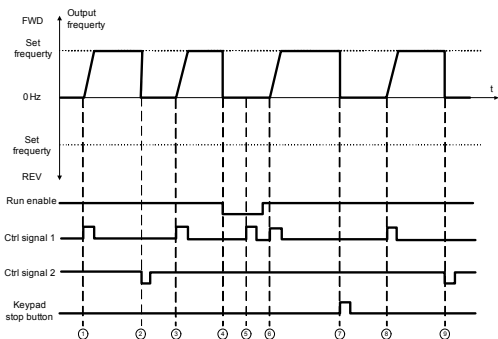 FWD
Output
frequerty
Set
frequerty
0 Hz
t
Set
frequerty
REV
Run enable
Ctrl signal 1
Ctrl signal 2
Keypad
stop button
1 2 3 4 5 6 7 8 9